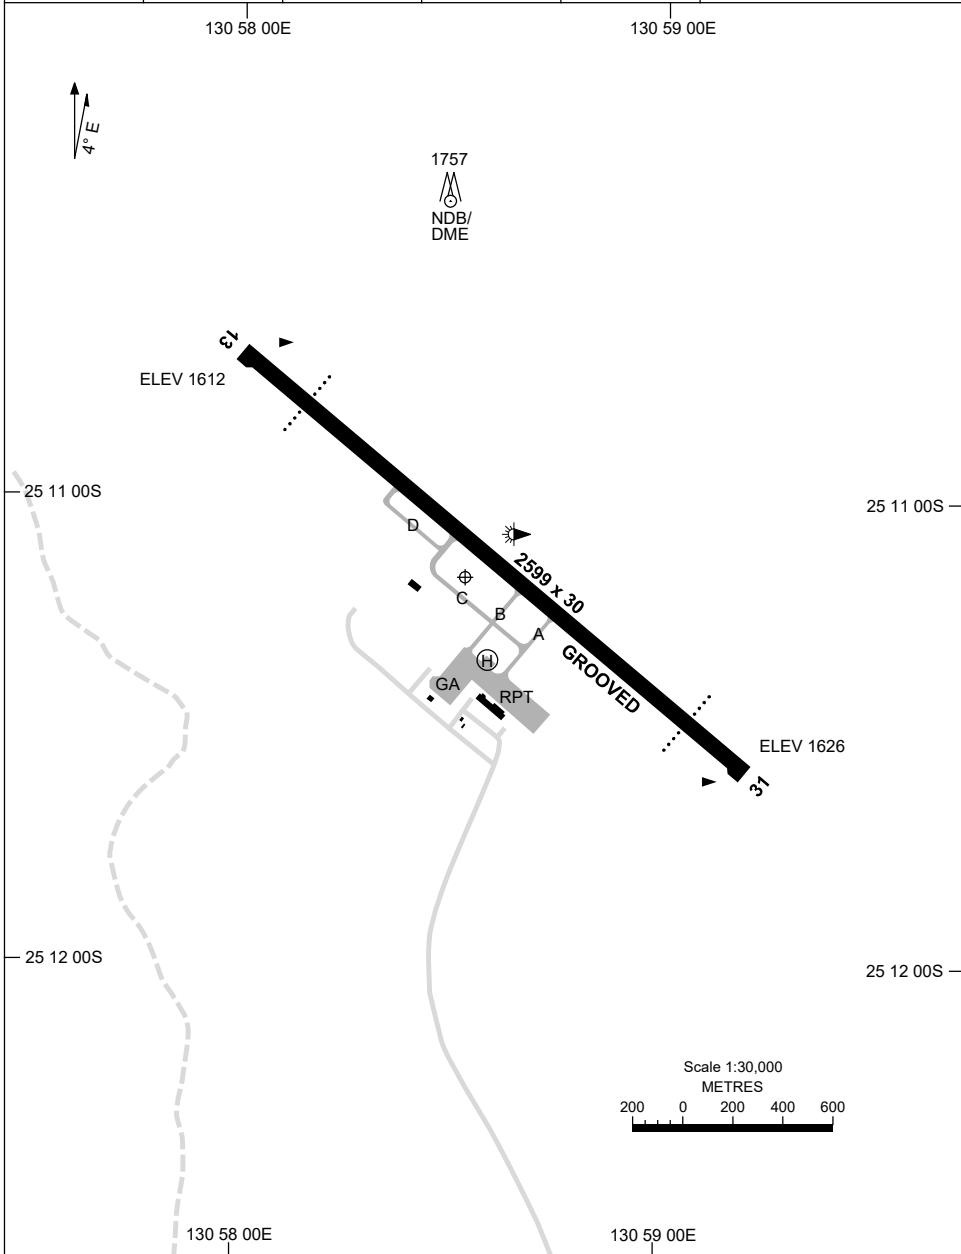 130 58 00E
130 59 00E
4° E
1757
NDB/
DME
13
ELEV 1612
25 11 00S
25 11 00S
D
2599 x 30
C
B
A
GROOVED
H
GA
RPT
ELEV 1626
31
25 12 00S
25 12 00S
Scale 1:30,000
METRES
200 0 200 400 600
130 58 00E
130 59 00E